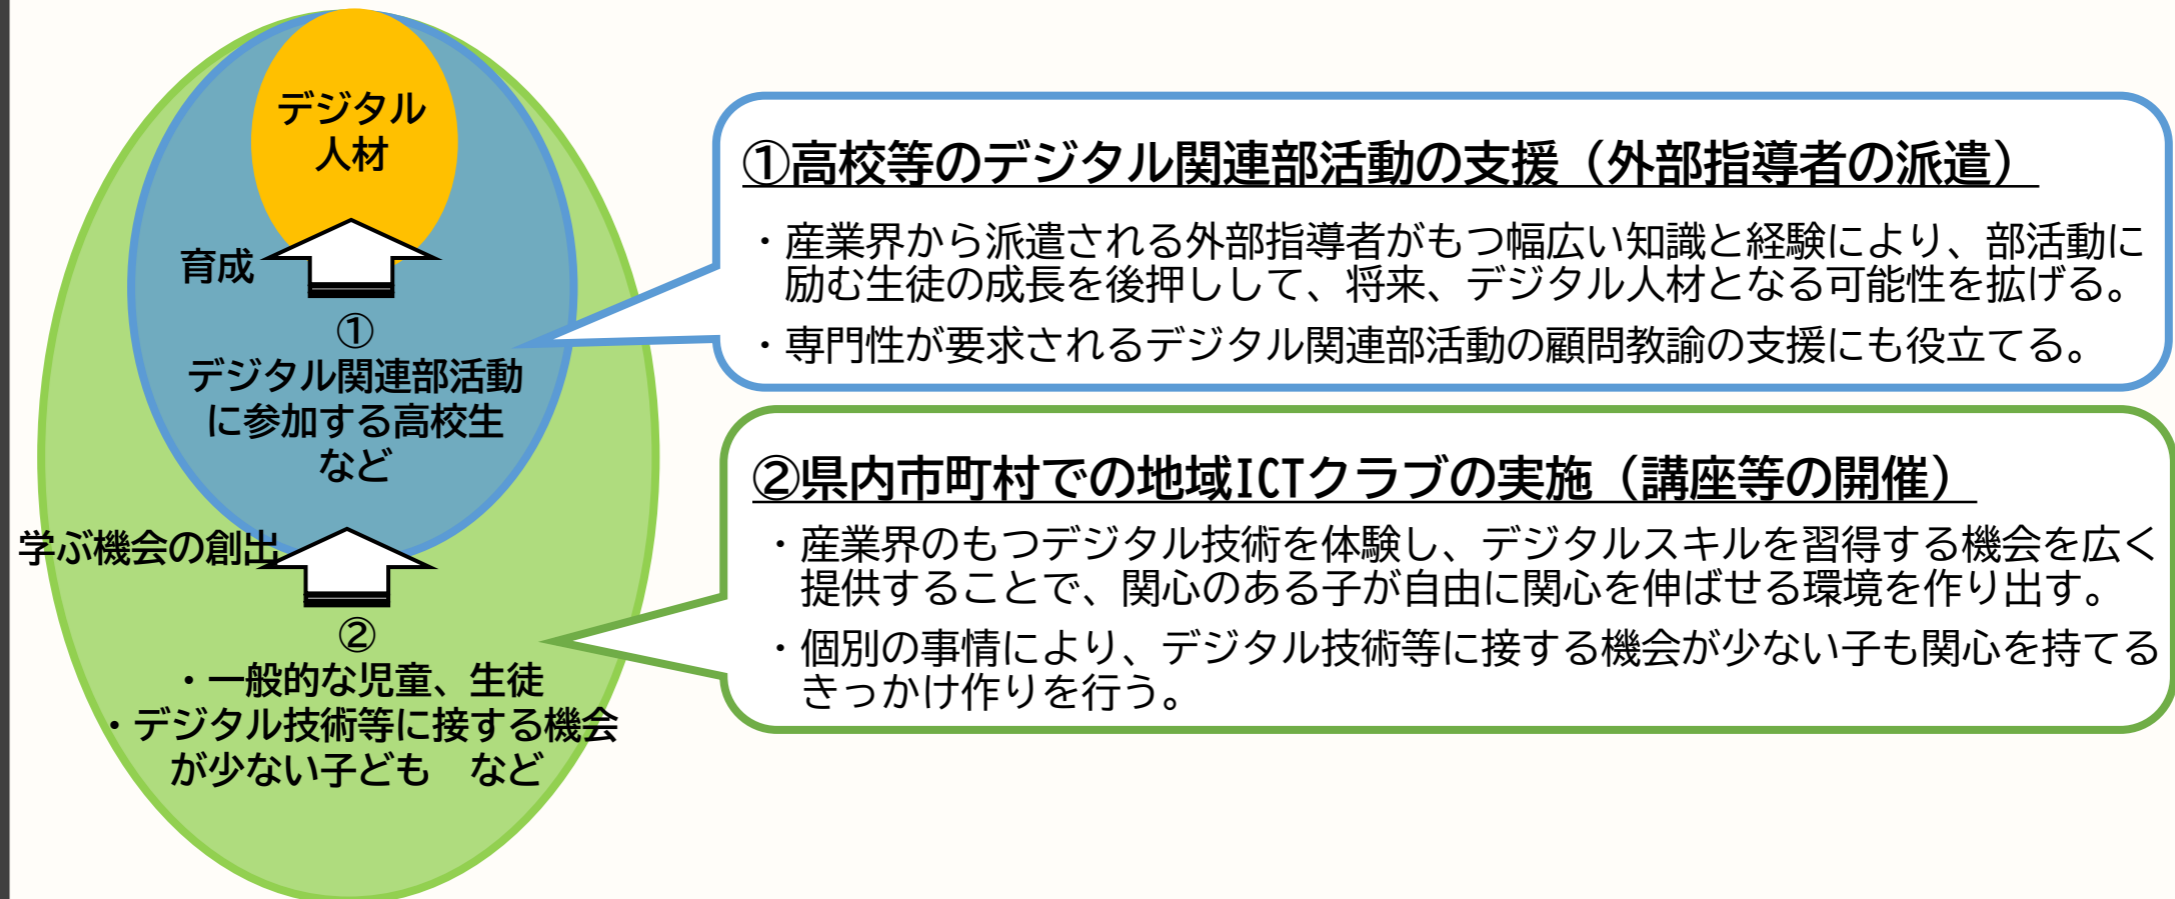 デジタル
人材
育成
①
デジタル関連部活動
に参加する高校生
など
学ぶ機会の創出
②
・一般的な児童、生徒
・デジタル技術等に接する機会
が少ない子ども　など
①高校等のデジタル関連部活動の支援（外部指導者の派遣）
・産業界から派遣される外部指導者がもつ幅広い知識と経験により、部活動に
励む生徒の成長を後押しして、将来、デジタル人材となる可能性を拡げる。
・専門性が要求されるデジタル関連部活動の顧問教諭の支援にも役立てる。
②県内市町村での地域ICTクラブの実施（講座等の開催）
・産業界のもつデジタル技術を体験し、デジタルスキルを習得する機会を広く
提供することで、関心のある子が自由に関心を伸ばせる環境を作り出す。
・個別の事情により、デジタル技術等に接する機会が少ない子も関心を持てる
きっかけ作りを行う。